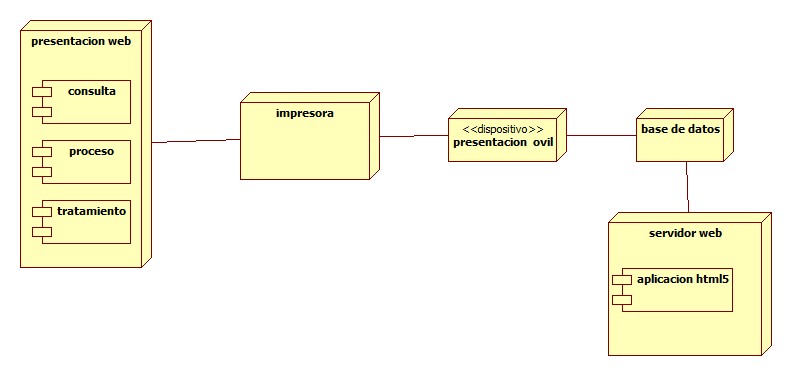 presentacion web
consulta
proceso
tratamiento
impresora
<<dispositivo>>
presentacion ovil
base de datos
servidor web
aplicacion html5